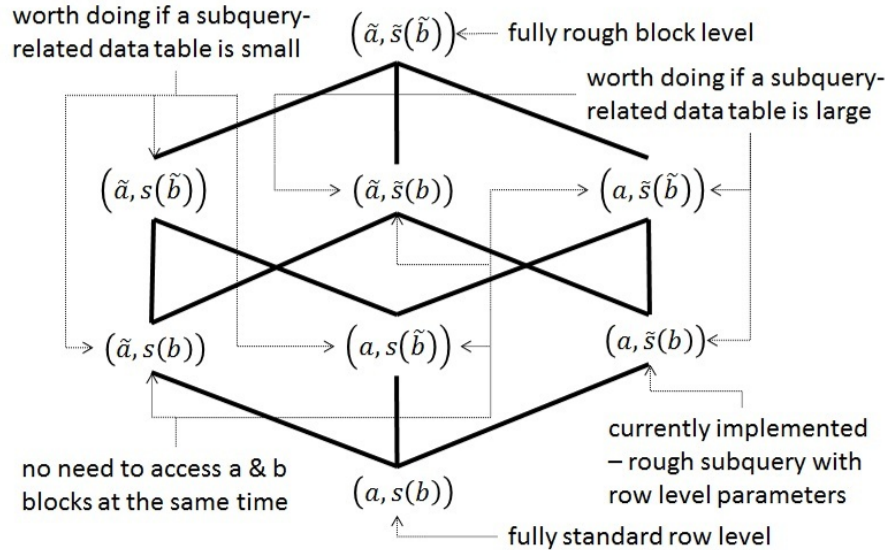 worth doing if a subquery-
related data table is small
(ã, s̃(b̃))
fully rough block level
worth doing if a subquery-
related data table is large
(ã, s(b̃))
(ã, s̃(b))
(a, s̃(b̃))
(ã, s(b))
(a, s(b̃))
(a, s̃(b))
no need to access a & b
blocks at the same time
(a, s(b))
currently implemented
– rough subquery with
row level parameters
fully standard row level